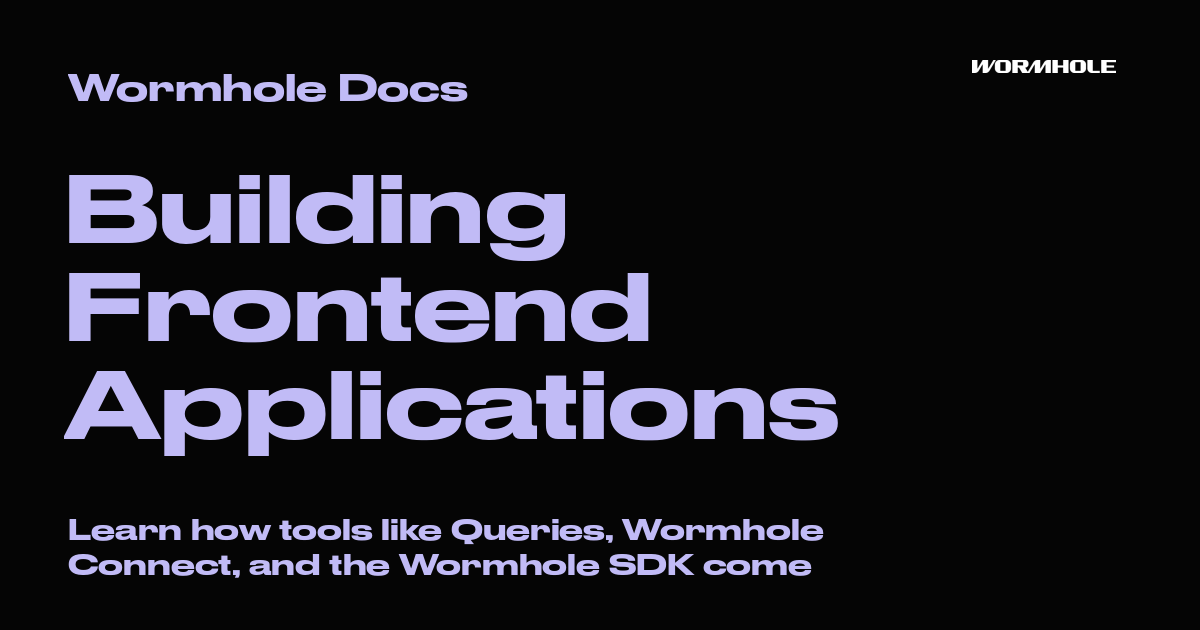 Wormhole Docs
WORMHOLE
Building
Frontend
Applications
Learn how tools like Queries, Wormhole
Connect, and the Wormhole SDK come